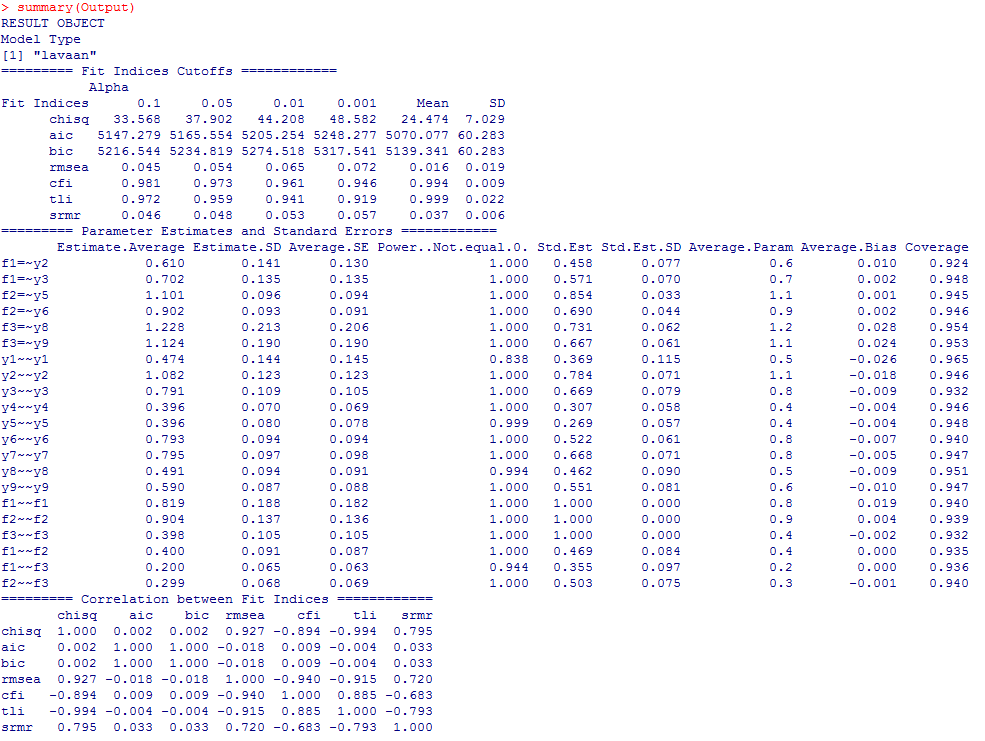 > summary(Output)
RESULT OBJECT
Model Type
[1] "lavaan"
========= Fit Indices Cutoffs ============
           Alpha
Fit Indices      0.1     0.05     0.01    0.001     Mean     SD
      chisq   33.568   37.902   44.208   48.582   24.474  7.029
      aic   5147.279 5165.554 5205.254 5248.277 5070.077 60.283
      bic   5216.544 5234.819 5274.518 5317.541 5139.341 60.283
      rmsea    0.045    0.054    0.065    0.072    0.016  0.019
      cfi      0.981    0.973    0.961    0.946    0.994  0.009
      tli      0.972    0.959    0.941    0.919    0.999  0.022
      srmr     0.046    0.048    0.053    0.057    0.037  0.006
========= Parameter Estimates and Standard Errors ============
       Estimate.Average Estimate.SD Average.SE Power..Not.equal.0. Std.Est Std.Est.SD Average.Param Average.Bias Coverage
f1=~y2            0.610       0.141      0.130               1.000   0.458      0.077           0.6        0.010    0.924
f1=~y3            0.702       0.135      0.135               1.000   0.571      0.070           0.7        0.002    0.948
f2=~y5            1.101       0.096      0.094               1.000   0.854      0.033           1.1        0.001    0.945
f2=~y6            0.902       0.093      0.091               1.000   0.690      0.044           0.9        0.002    0.946
f3=~y8            1.228       0.213      0.206               1.000   0.731      0.062           1.2        0.028    0.954
f3=~y9            1.124       0.190      0.190               1.000   0.667      0.061           1.1        0.024    0.953
y1~~y1            0.474       0.144      0.145               0.838   0.369      0.115           0.5       -0.026    0.965
y2~~y2            1.082       0.123      0.123               1.000   0.784      0.071           1.1       -0.018    0.946
y3~~y3            0.791       0.109      0.105               1.000   0.669      0.079           0.8       -0.009    0.932
y4~~y4            0.396       0.070      0.069               1.000   0.307      0.058           0.4       -0.004    0.946
y5~~y5            0.396       0.080      0.078               0.999   0.269      0.057           0.4       -0.004    0.948
y6~~y6            0.793       0.094      0.094               1.000   0.522      0.061           0.8       -0.007    0.940
y7~~y7            0.795       0.097      0.098               1.000   0.668      0.071           0.8       -0.005    0.947
y8~~y8            0.491       0.094      0.091               0.994   0.462      0.090           0.5       -0.009    0.951
y9~~y9            0.590       0.087      0.088               1.000   0.551      0.081           0.6       -0.010    0.947
f1~~f1            0.819       0.188      0.182               1.000   1.000      0.000           0.8        0.019    0.940
f2~~f2            0.904       0.137      0.136               1.000   1.000      0.000           0.9        0.004    0.939
f3~~f3            0.398       0.105      0.105               1.000   1.000      0.000           0.4       -0.002    0.932
f1~~f2            0.400       0.091      0.087               1.000   0.469      0.084           0.4        0.000    0.935
f1~~f3            0.200       0.065      0.063               0.944   0.355      0.097           0.2        0.000    0.936
f2~~f3            0.299       0.068      0.069               1.000   0.503      0.075           0.3       -0.001    0.940
========= Correlation between Fit Indices ============
       chisq    aic    bic  rmsea    cfi    tli   srmr
chisq  1.000  0.002  0.002  0.927 -0.894 -0.994  0.795
aic    0.002  1.000  1.000 -0.018  0.009 -0.004  0.033
bic    0.002  1.000  1.000 -0.018  0.009 -0.004  0.033
rmsea  0.927 -0.018 -0.018  1.000 -0.940 -0.915  0.720
cfi   -0.894  0.009  0.009 -0.940  1.000  0.885 -0.683
tli   -0.994 -0.004 -0.004 -0.915  0.885  1.000 -0.793
srmr   0.795  0.033  0.033  0.720 -0.683 -0.793  1.000